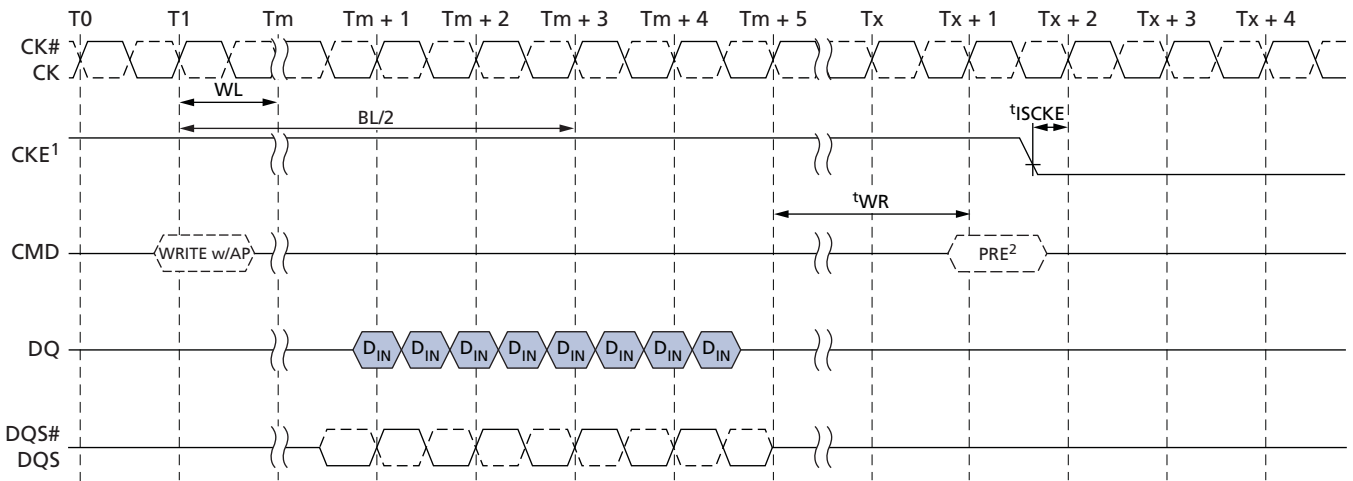 T0 T1 Tm Tm + 1 Tm + 2 Tm + 3 Tm + 4 Tm + 5 Tx Tx + 1 Tx + 2 Tx + 3 Tx + 4
CK#
CK
WL
BL/2
tISCKE
CKE1
tWR
CMD
WRITE w/AP
PRE2
DQ
DIN DIN DIN DIN DIN DIN DIN DIN
DQS#
DQS